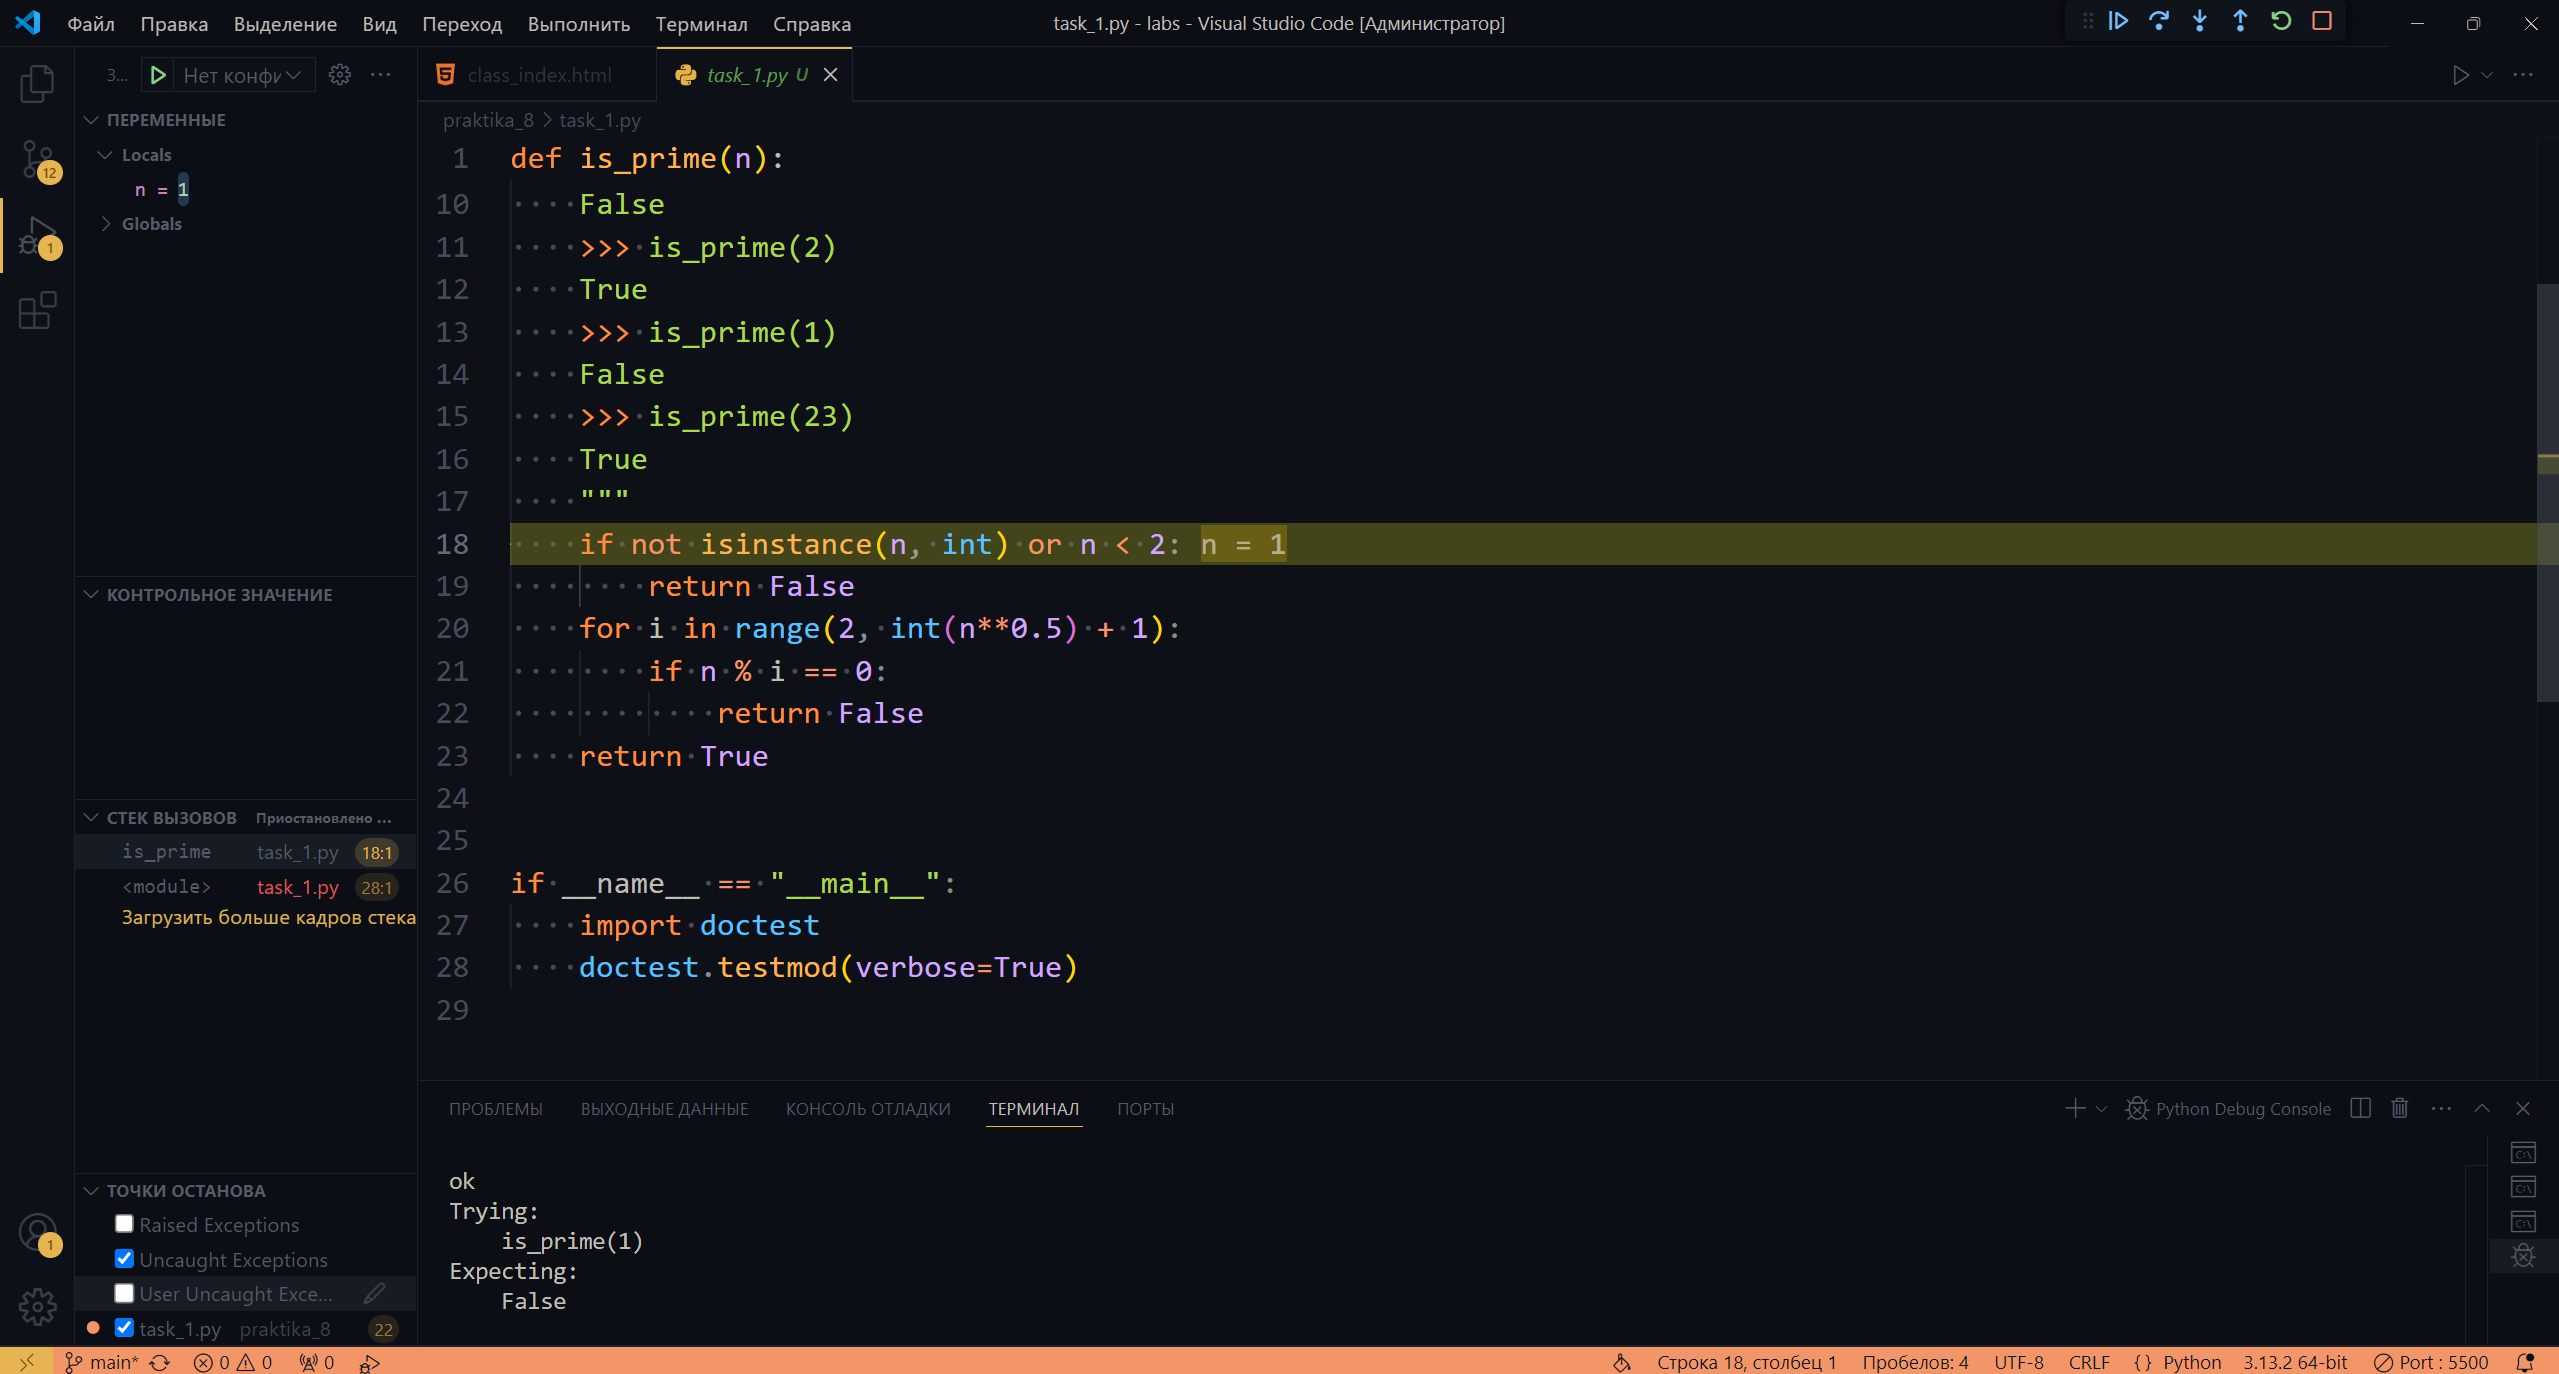 Файл Правка Выделение Вид Переход Выполнить Терминал Справка task_1.py - labs - Visual Studio Code [Администратор]
З... Нет конфи
12
1
ПЕРЕМЕННЫЕ
Locals
n = 1
Globals
КОНТРОЛЬНОЕ ЗНАЧЕНИЕ
СТЕК ВЫЗОВОВ Приостановлено ...
is_prime task_1.py 18:1
<module> task_1.py 28:1
Загрузить больше кадров стека
ТОЧКИ ОСТАНОВА
Raised Exceptions
Uncaught Exceptions
User Uncaught Exce...
task_1.py praktika_8 22
1
class_index.html task_1.py U
praktika_8 > task_1.py
1 def is_prime(n):
10     False
11     >>> is_prime(2)
12     True
13     >>> is_prime(1)
14     False
15     >>> is_prime(23)
16     True
17     """
18     if not isinstance(n, int) or n < 2: n = 1
19         return False
20     for i in range(2, int(n**0.5) + 1):
21         if n % i == 0:
22             return False
23     return True
24
25
26 if __name__ == "__main__":
27     import doctest
28     doctest.testmod(verbose=True)
29
ПРОБЛЕМЫ ВЫХОДНЫЕ ДАННЫЕ КОНСОЛЬ ОТЛАДКИ ТЕРМИНАЛ ПОРТЫ Python Debug Console
ok
Trying:
    is_prime(1)
Expecting:
    False
main* 0 0 0 Строка 18, столбец 1 Пробелов: 4 UTF-8 CRLF {} Python 3.13.2 64-bit Port : 5500